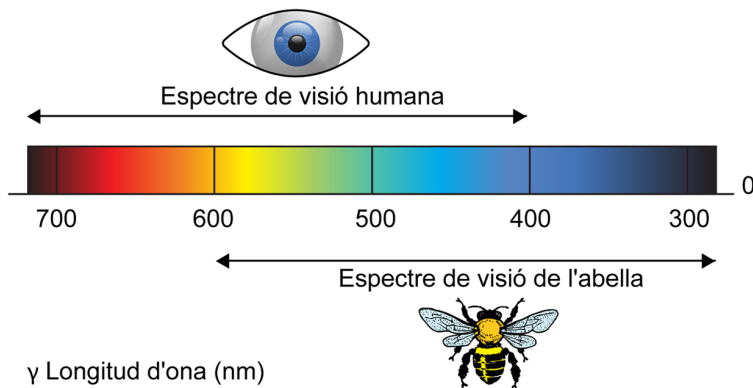 Espectre de visió humana
0
700 600 500 400 300
Espectre de visió de l'abella
γ Longitud d'ona (nm)